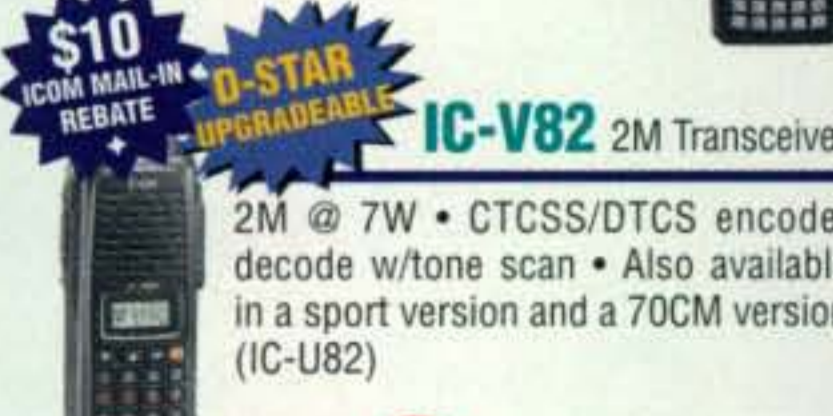 $10
ICOM MAIL-IN
REBATE
+
D-STAR
UPGRADEABLE
IC-V82 2M Transceive
2M @ 7W • CTCSS/DTCS encode
decode w/tone scan • Also availabl
in a sport version and a 70CM version
(IC-U82)